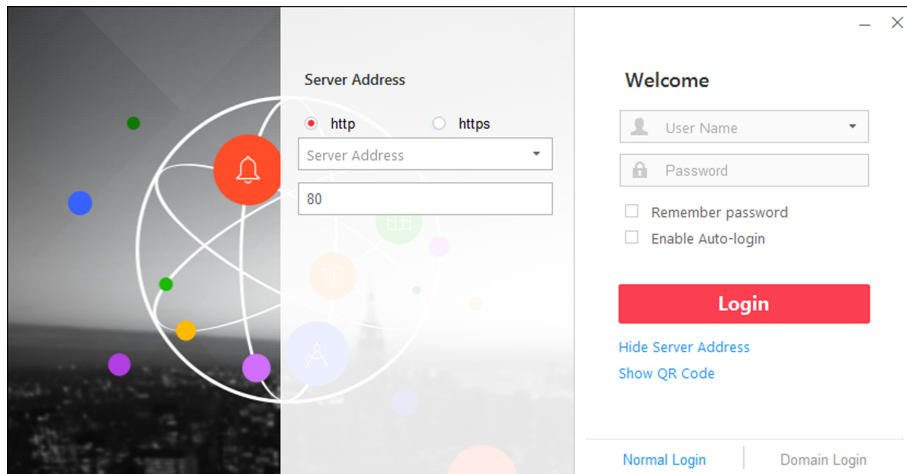 Server Address
http
https
Server Address
80
Welcome
User Name
Password
Remember password
Enable Auto-login
Login
Hide Server Address
Show QR Code
Normal Login
Domain Login